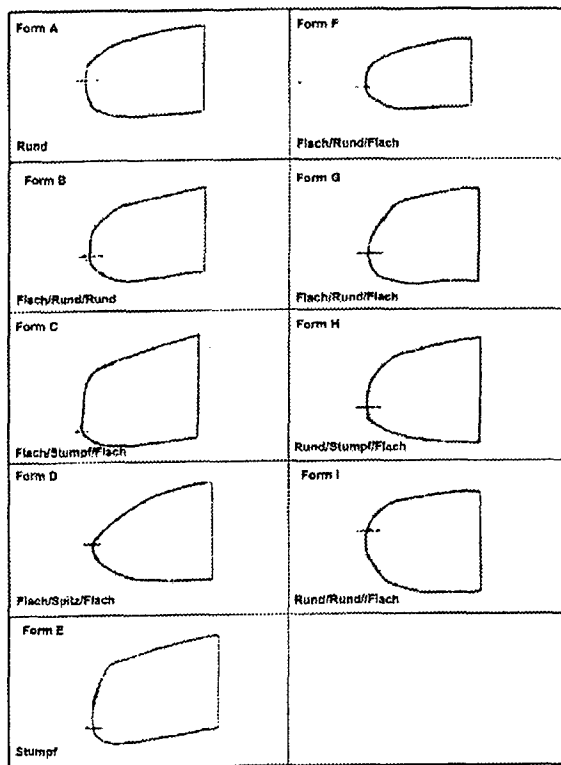 Form A
Rund
Form F
Flach/Rund/Flach
Form B
Flach/Rund/Rund
Form G
Flach/Rund/Flach
Form C
Flach/Stumpf/Flach
Form H
Rund/Stumpf/Flach
Form D
Flach/Spitz/Flach
Form I
Rund/Rund//Flach
Form E
Stumpf